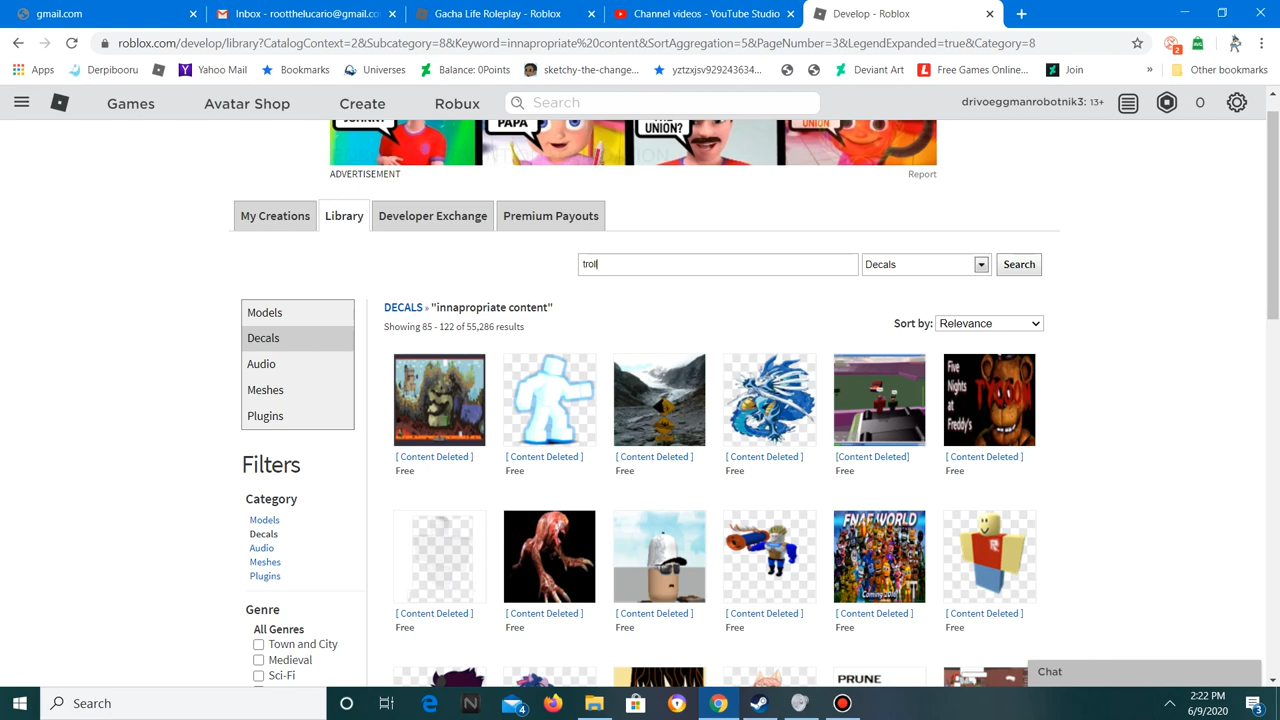 gmail.com
Inbox - rootthelucario@gmail.co
Gacha Life Roleplay - Roblox
Channel videos - YouTube Studio
Develop - Roblox
roblox.com/develop/library?CatalogContext=2&Subcategory=8&Keyword=innapropriate%20content&SortAggregation=5&PageNumber=3&LegendExpanded=true&Category=8
2
Apps
Derpibooru
Yahoo Mail
Bookmarks
Universes
Balance: 0Points
sketchy-the-change...
yztzxjsv929243634...
Deviant Art
Free Games Online...
Join
»
Other bookmarks
Games
Avatar Shop
Create
Robux
Search
drivoeggmanrobotnik3: 13+
0
PAPA
THE
UNION?
UNION
ADVERTISEMENT
Report
My Creations
Library
Developer Exchange
Premium Payouts
troll
Decals
Search
Models
Decals
Audio
Meshes
Plugins
DECALS » "innapropriate content"
Showing 85 - 122 of 55,286 results
Sort by:
Relevance
Five
Nights
at
Freddy's
[ Content Deleted ]
Free
[ Content Deleted ]
Free
[ Content Deleted ]
Free
[ Content Deleted ]
Free
[Content Deleted]
Free
[ Content Deleted ]
Free
Filters
Category
Models
Decals
Audio
Meshes
Plugins
Genre
All Genres
Town and City
Medieval
Sci-Fi
FNAF WORLD
Coming 2016
R
[ Content Deleted ]
Free
[ Content Deleted ]
Free
[ Content Deleted ]
Free
[ Content Deleted ]
Free
[ Content Deleted ]
Free
[ Content Deleted ]
Free
PRUNE
Chat
Search
4
2:22 PM
6/9/2020
3